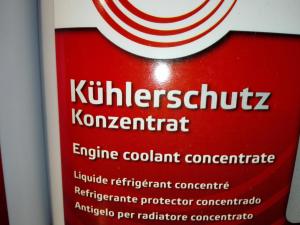 Kühlerschutz
Konzentrat
Engine coolant concentrate
Liquide réfrigérant concentré
Refrigerante protector concentrado
Antigelo per radiatore concentrato